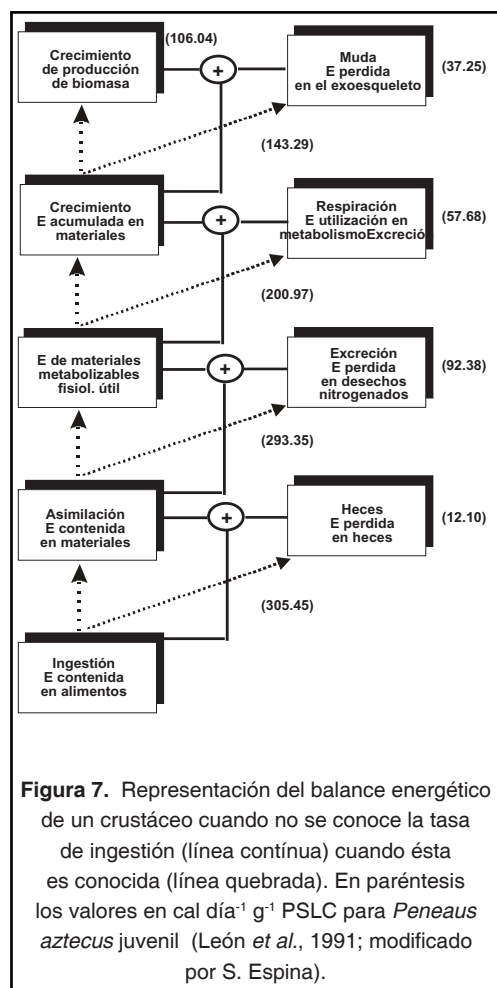 Crecimiento
de producción
de biomasa
(106.04)
Muda
E perdida
en el exoesqueleto
(37.25)
(143.29)
Crecimiento
E acumulada en
materiales
Respiración
E utilización en
metabolismoExcreció
(57.68)
(200.97)
E de materiales
metabolizables
fisiol. útil
Excreción
E perdida
en desechos
nitrogenados
(92.38)
(293.35)
Asimilación
E contenida
en materiales
Heces
E perdida
en heces
(12.10)
(305.45)
Ingestión
E contenida
en alimentos
Figura 7. Representación del balance energético
de un crustáceo cuando no se conoce la tasa
de ingestión (línea contínua) cuando ésta
es conocida (línea quebrada). En paréntesis
los valores en cal día⁻¹ g⁻¹ PSLC para Peneaus
aztecus juvenil (León et al., 1991; modificado
por S. Espina).